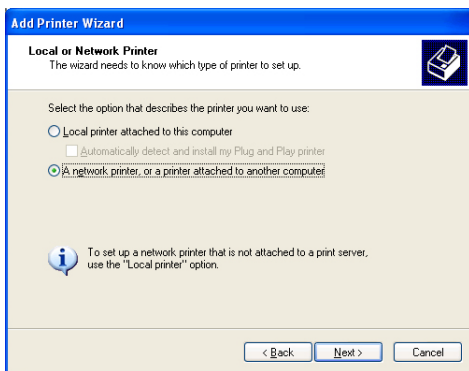 Add Printer Wizard
Local or Network Printer
The wizard needs to know which type of printer to set up.
Select the option that describes the printer you want to use:
Local printer attached to this computer
Automatically detect and install my Plug and Play printer
A network printer, or a printer attached to another computer
To set up a network printer that is not attached to a print server,
use the "Local printer" option.
< Back Next > Cancel